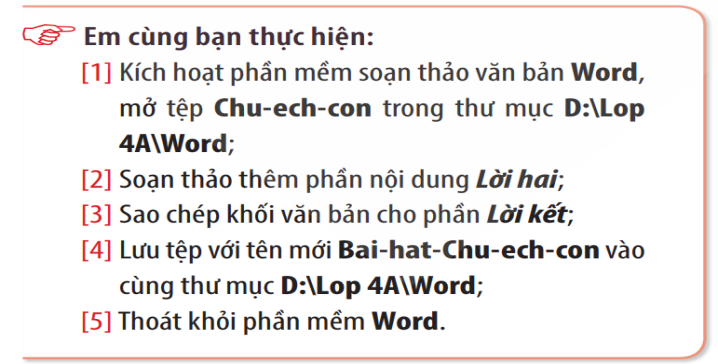 Em cùng bạn thực hiện:
[1] Kích hoạt phần mềm soạn thảo văn bản Word,
mở tệp Chu-ech-con trong thư mục D:\Lop
4A\Word;
[2] Soạn thảo thêm phần nội dung Lời hai;
[3] Sao chép khối văn bản cho phần Lời kết;
[4] Lưu tệp với tên mới Bai-hat-Chu-ech-con vào
cùng thư mục D:\Lop 4A\Word;
[5] Thoát khỏi phần mềm Word.